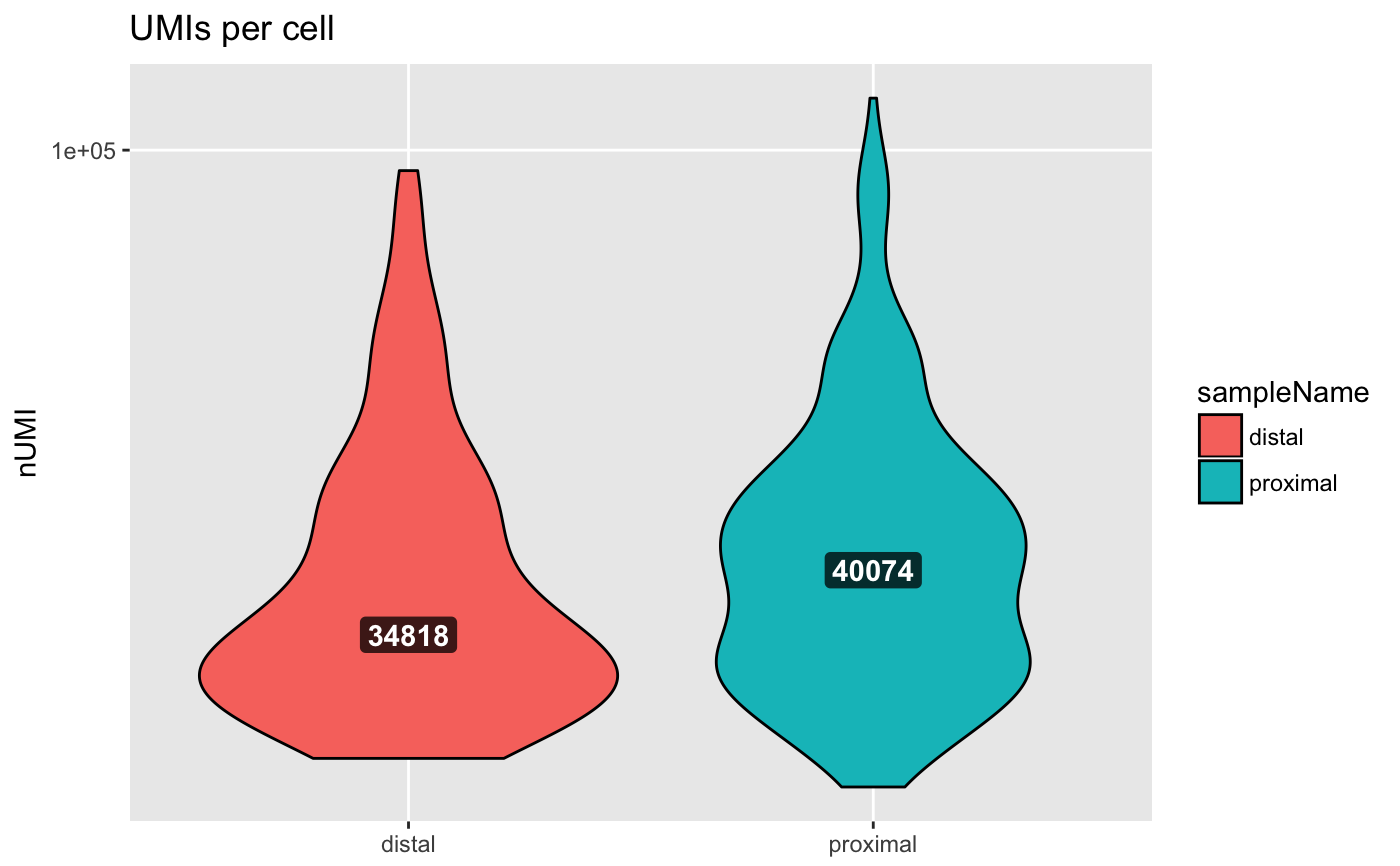 UMIs per cell
1e+05
nUMI
34818
40074
distal
proximal
sampleName
distal
proximal